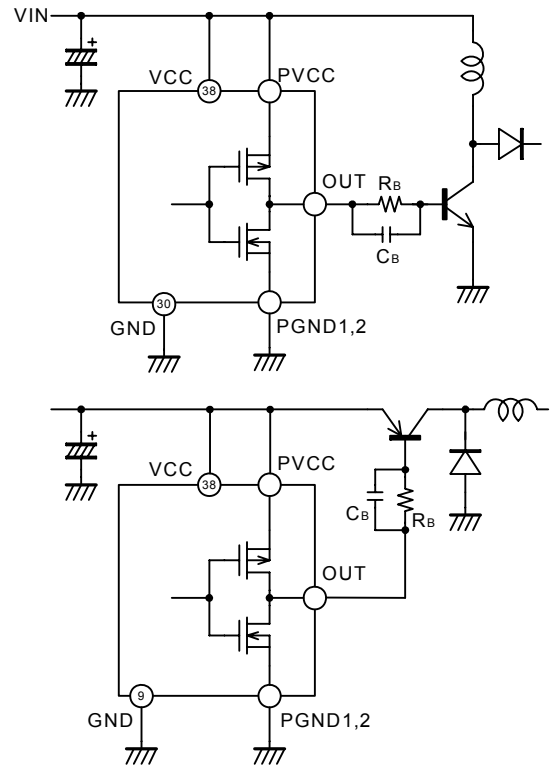 VIN
+
VCC
38
PVCC
OUT
RB
CB
30
GND
PGND1,2
+
VCC
38
PVCC
CB
RB
OUT
9
GND
PGND1,2